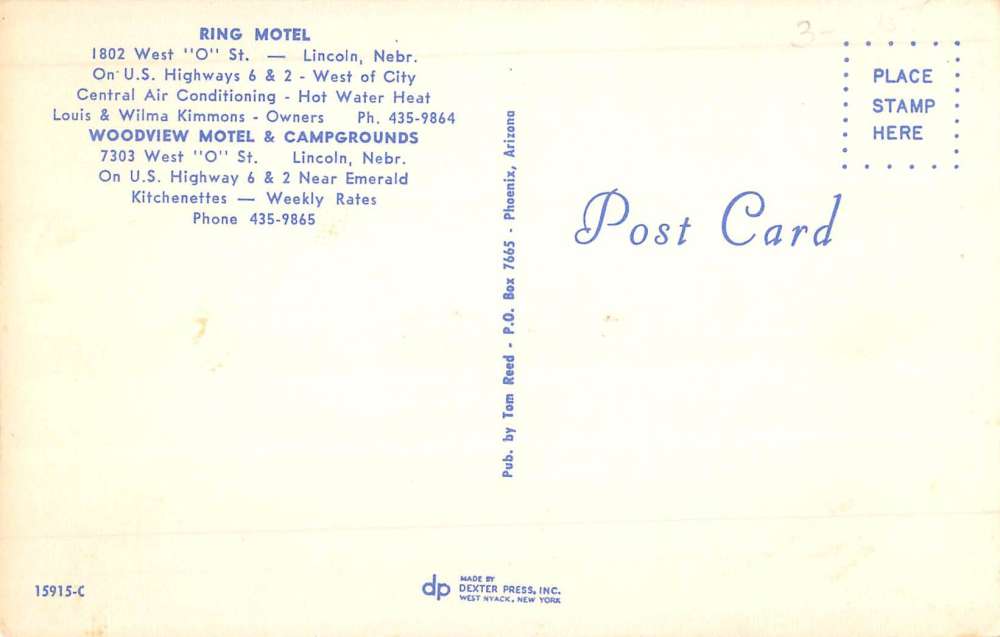 RING MOTEL
1802 West "O" St. — Lincoln, Nebr.
On U.S. Highways 6 & 2 - West of City
Central Air Conditioning - Hot Water Heat
Louis & Wilma Kimmons - Owners Ph. 435-9864
WOODVIEW MOTEL & CAMPGROUNDS
7303 West "O" St. Lincoln, Nebr.
On U.S. Highway 6 & 2 Near Emerald
Kitchenettes — Weekly Rates
Phone 435-9865
Pub. by Tom Reed - P.O. Box 7665 - Phoenix, Arizona
3-
PLACE
STAMP
HERE
Post Card
15915-C
dp
MADE BY
DEXTER PRESS, INC.
WEST NYACK, NEW YORK